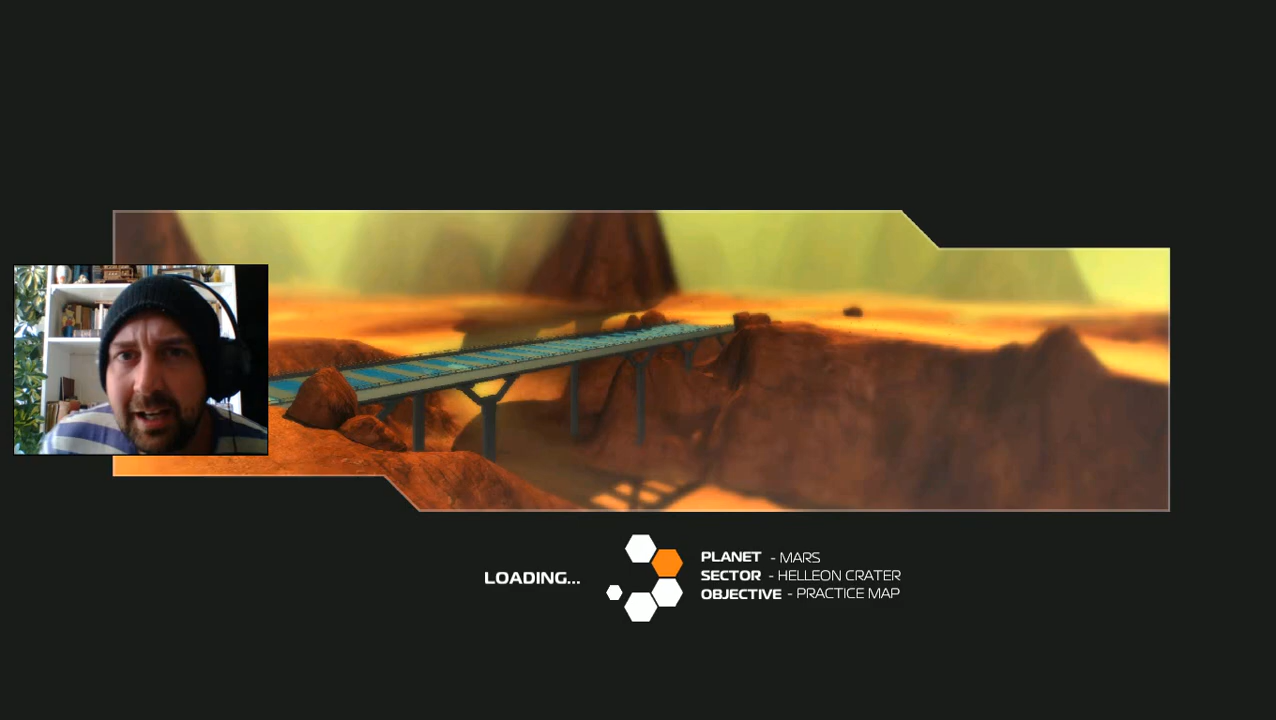 LOADING...
PLANET - MARS
SECTOR - HELLEON CRATER
OBJECTIVE - PRACTICE MAP